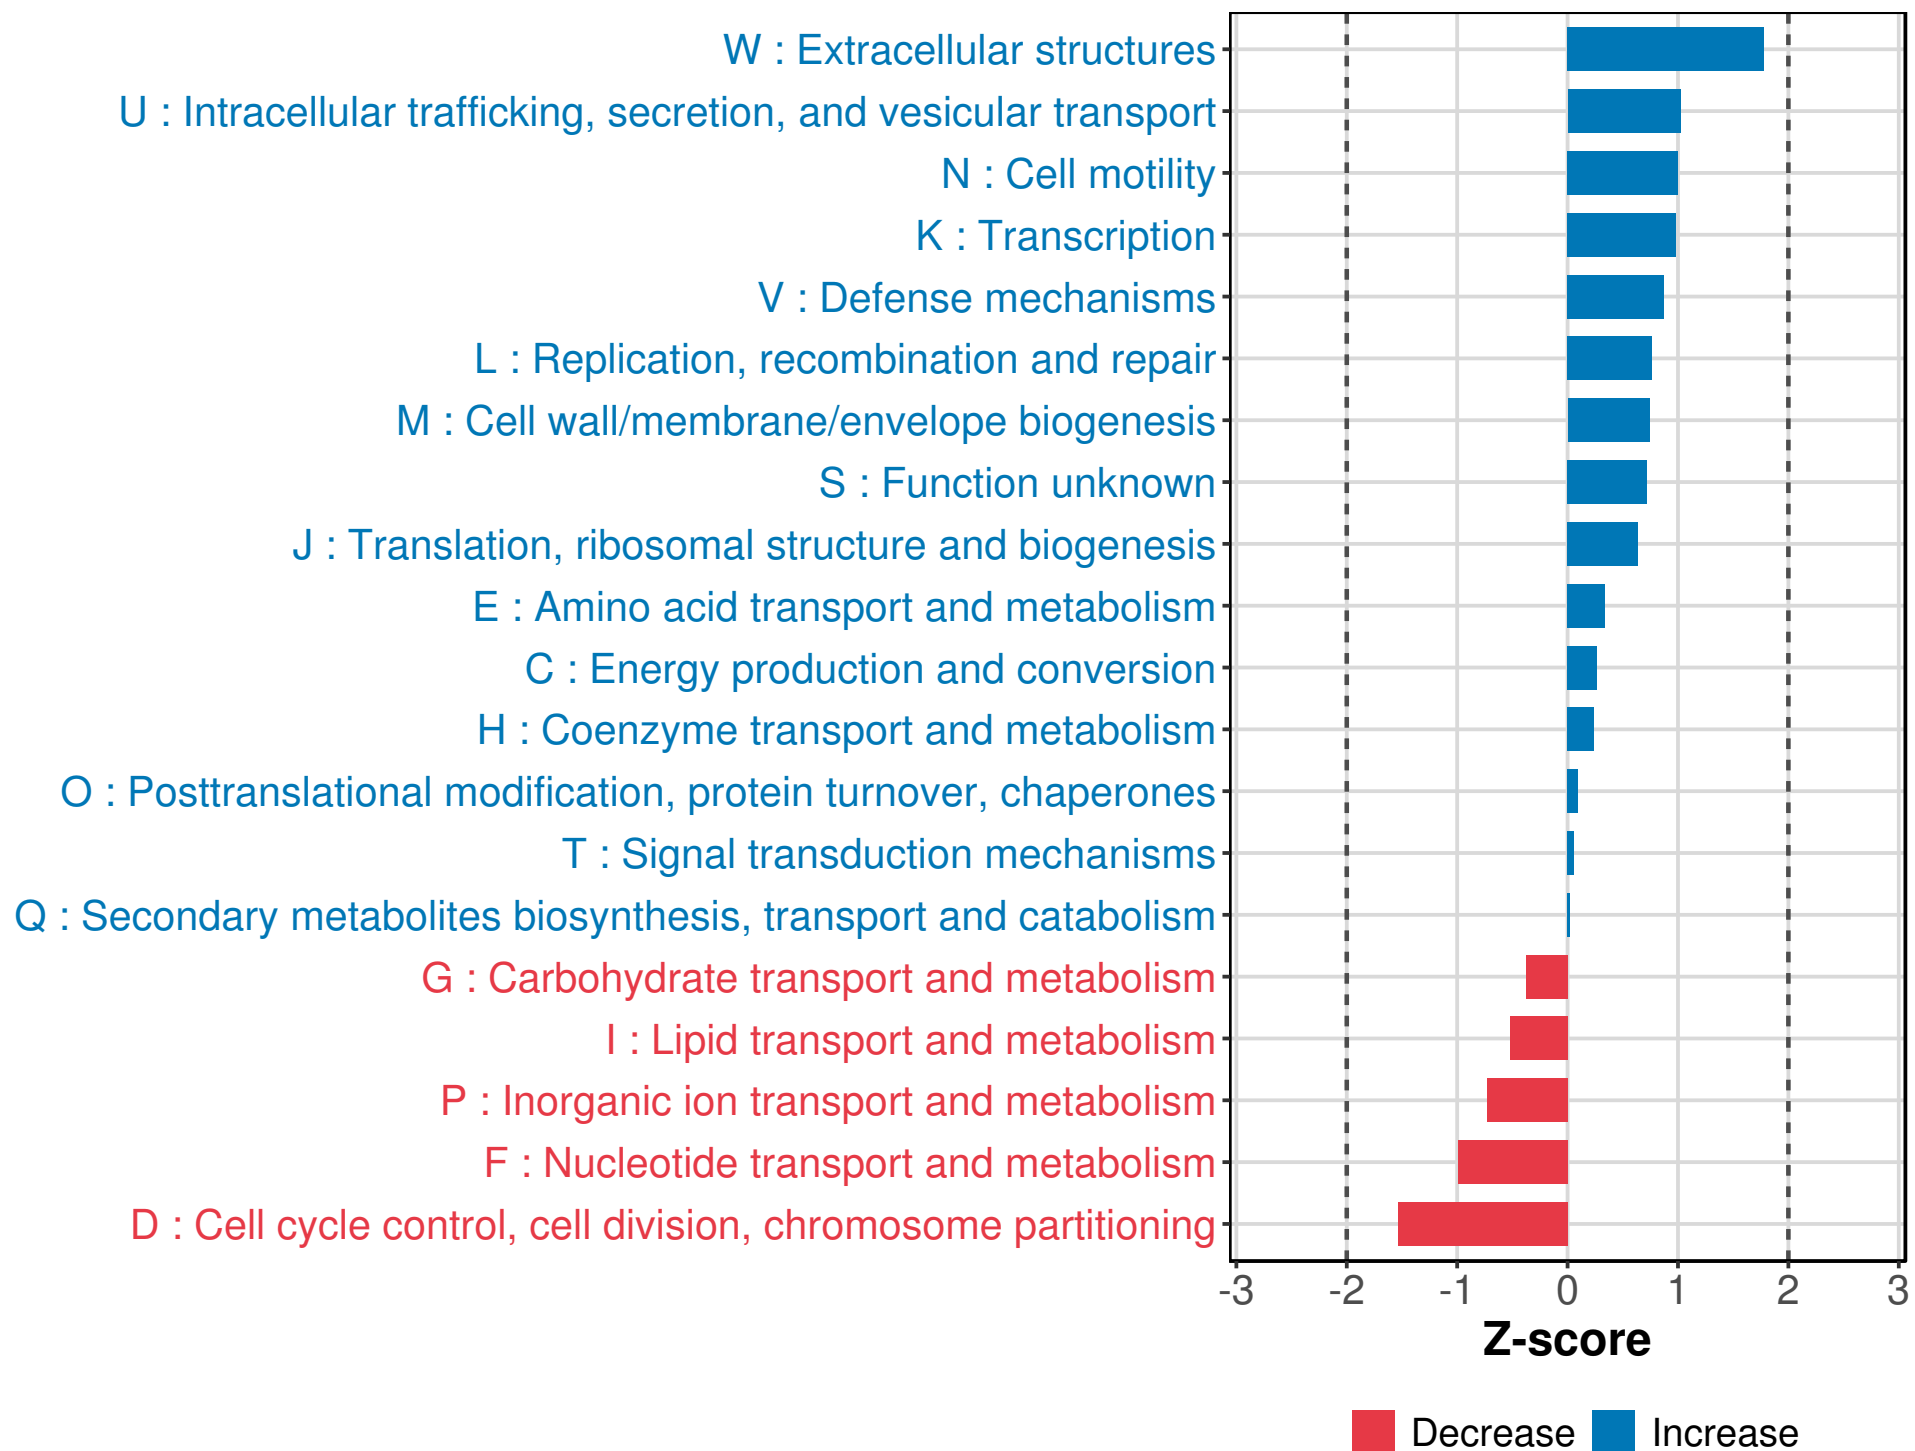 W : Extracellular structures
U : Intracellular trafficking, secretion, and vesicular transport
N : Cell motility
K : Transcription
V : Defense mechanisms
L : Replication, recombination and repair
M : Cell wall/membrane/envelope biogenesis
S : Function unknown
J : Translation, ribosomal structure and biogenesis
E : Amino acid transport and metabolism
C : Energy production and conversion
H : Coenzyme transport and metabolism
O : Posttranslational modification, protein turnover, chaperones
T : Signal transduction mechanisms
Q : Secondary metabolites biosynthesis, transport and catabolism
G : Carbohydrate transport and metabolism
I : Lipid transport and metabolism
P : Inorganic ion transport and metabolism
F : Nucleotide transport and metabolism
D : Cell cycle control, cell division, chromosome partitioning
-3 -2 -1 0 1 2 3
Z-score
Decrease Increase